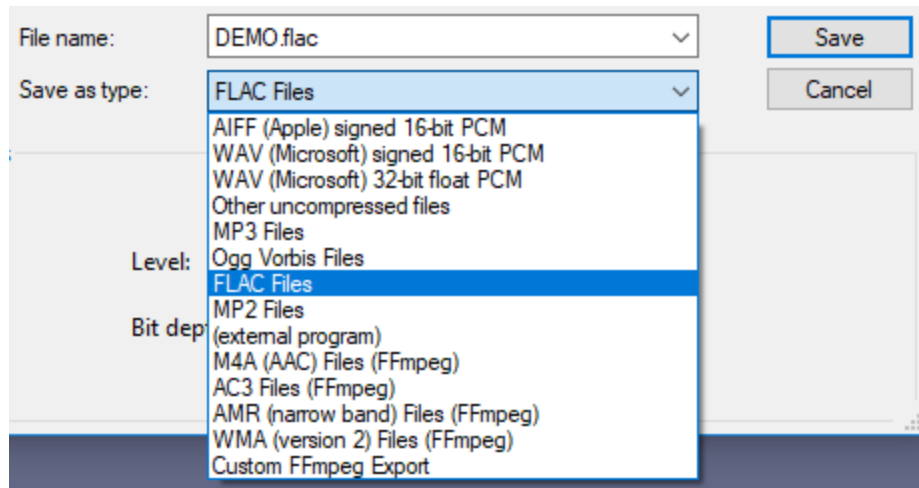 File name: DEMO.flac Save
Save as type: FLAC Files Cancel
AIFF (Apple) signed 16-bit PCM
WAV (Microsoft) signed 16-bit PCM
WAV (Microsoft) 32-bit float PCM
Other uncompressed files
MP3 Files
Level: Ogg Vorbis Files
FLAC Files
MP2 Files
Bit dep (external program)
M4A (AAC) Files (FFmpeg)
AC3 Files (FFmpeg)
AMR (narrow band) Files (FFmpeg)
WMA (version 2) Files (FFmpeg)
Custom FFmpeg Export